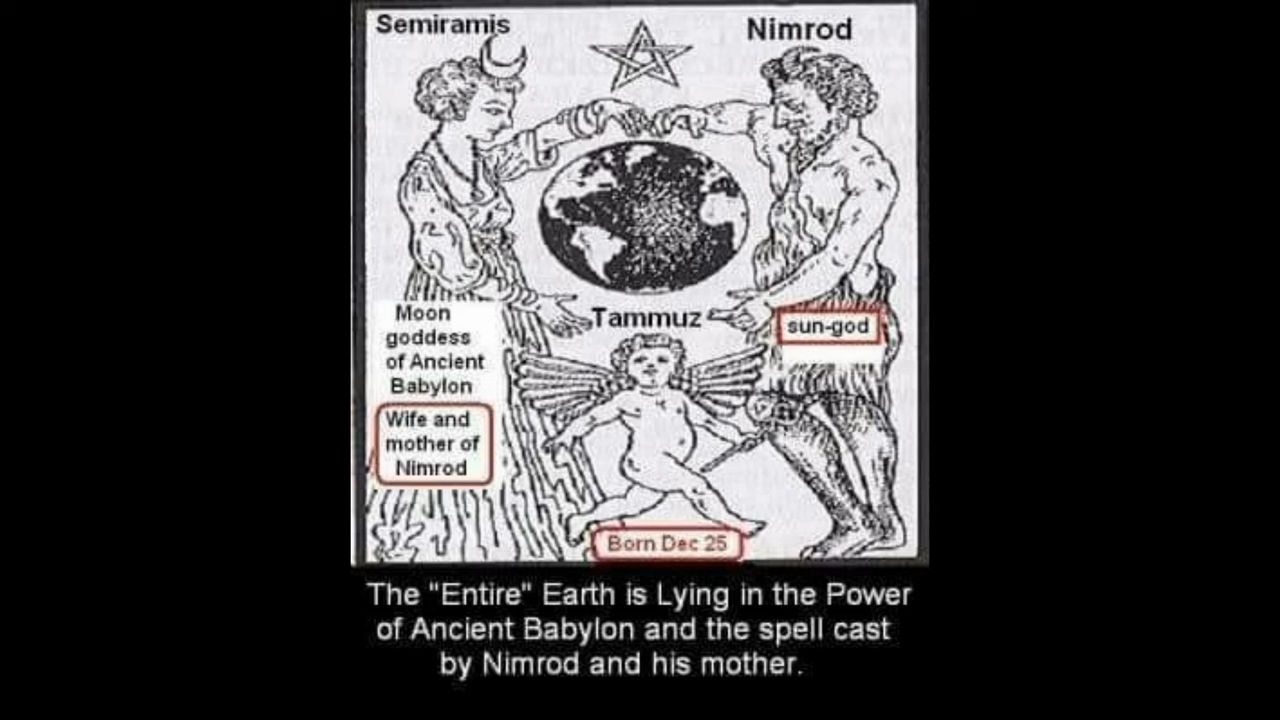 Semiramis
Nimrod
Tammuz
Moon
goddess
of Ancient
Babylon
Wife and
mother of
Nimrod
sun-god
Born Dec 25
The "Entire" Earth is Lying in the Power
of Ancient Babylon and the spell cast
by Nimrod and his mother.